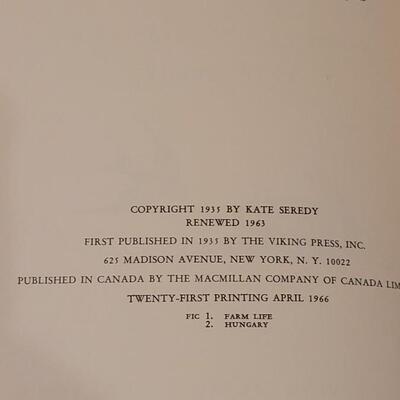 COPYRIGHT 1935 BY KATE SEREDY
RENEWED 1963
FIRST PUBLISHED IN 1935 BY THE VIKING PRESS, INC.
625 MADISON AVENUE, NEW YORK, N. Y. 10022
PUBLISHED IN CANADA BY THE MACMILLAN COMPANY OF CANADA LIM
TWENTY-FIRST PRINTING APRIL 1966
FIC 1. FARM LIFE
2. HUNGARY